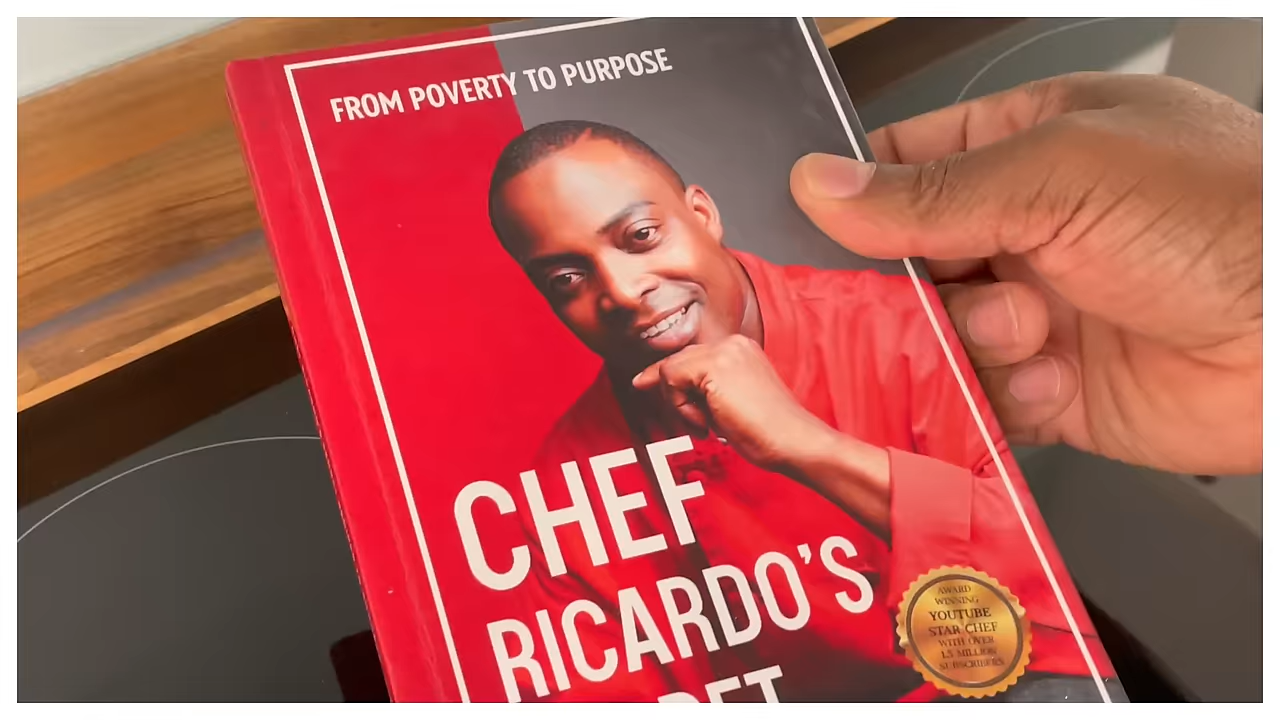 FROM POVERTY TO PURPOSE
CHEF
RICARDO'S
AWARD
WINNING
YOUTUBE
STAR CHEF
WITH OVER
1.5 MILLION
SUBSCRIBERS